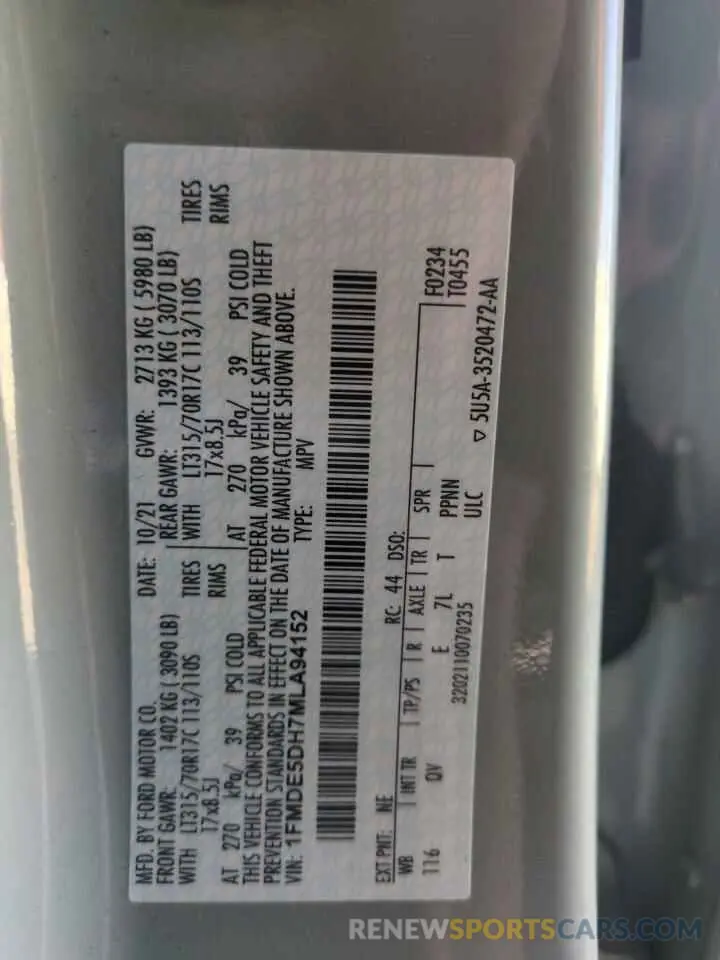 MFD. BY FORD MOTOR CO. DATE: 10/21 GVWR: 2713 KG ( 5980 LB)
FRONT GAWR: 1402 KG ( 3090 LB) REAR GAWR: 1393 KG ( 3070 LB)
WITH LT315/70R17C 113/110S TIRES WITH LT315/70R17C 113/110S TIRES
17x8.5J RIMS 17x8.5J RIMS
AT 270 kPa/ 39 PSI COLD AT 270 kPa/ 39 PSI COLD
THIS VEHICLE CONFORMS TO ALL APPLICABLE FEDERAL MOTOR VEHICLE SAFETY AND THEFT
PREVENTION STANDARDS IN EFFECT ON THE DATE OF MANUFACTURE SHOWN ABOVE.
VIN: 1FMDE5DH7MLA94152 TYPE: MPV
EXT PNT: NE RC: 44 DSO: F0234
WB INT TR TP/PS R AXLE TR SPR T0455
116 QV E 7L T PPNN
3202110070235 ULC ▽ 5U5A-3520472-AA
RENEWSPORTSCARS.COM